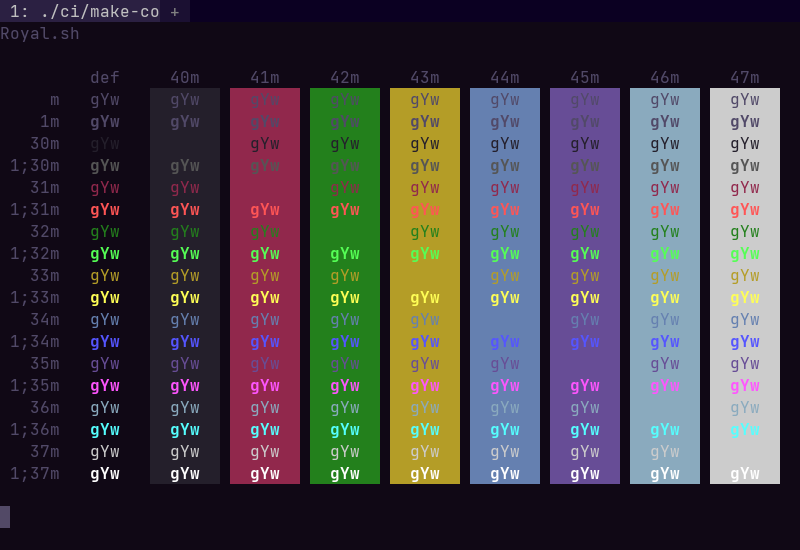 1: ./ci/make-co +
Royal.sh
def 40m 41m 42m 43m 44m 45m 46m 47m
m gYw gYw gYw gYw gYw gYw gYw gYw gYw
1m gYw gYw gYw gYw gYw gYw gYw gYw gYw
30m gYw gYw gYw gYw gYw gYw gYw gYw
1;30m gYw gYw gYw gYw gYw gYw gYw gYw gYw
31m gYw gYw gYw gYw gYw gYw gYw gYw
1;31m gYw gYw gYw gYw gYw gYw gYw gYw gYw
32m gYw gYw gYw gYw gYw gYw gYw gYw
1;32m gYw gYw gYw gYw gYw gYw gYw gYw gYw
33m gYw gYw gYw gYw gYw gYw gYw gYw
1;33m gYw gYw gYw gYw gYw gYw gYw gYw gYw
34m gYw gYw gYw gYw gYw gYw gYw gYw
1;34m gYw gYw gYw gYw gYw gYw gYw gYw gYw
35m gYw gYw gYw gYw gYw gYw gYw gYw
1;35m gYw gYw gYw gYw gYw gYw gYw gYw gYw
36m gYw gYw gYw gYw gYw gYw gYw gYw
1;36m gYw gYw gYw gYw gYw gYw gYw gYw gYw
37m gYw gYw gYw gYw gYw gYw gYw gYw
1;37m gYw gYw gYw gYw gYw gYw gYw gYw gYw